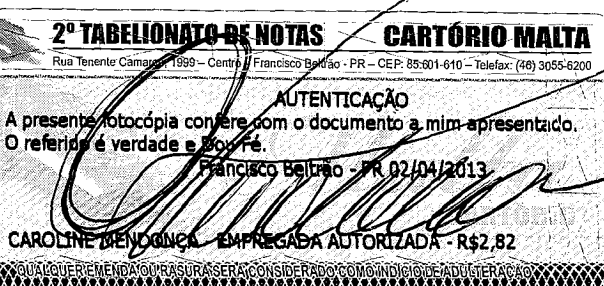 2º TABELIONATO DE NOTAS CARTÓRIO MALTA
Rua Tenente Camargo, 1999 – Centro Francisco Beltrão - PR – CEP: 85.601-610 – Telefax: (46) 3055-6200
AUTENTICAÇÃO
A presente fotocópia confere com o documento a mim apresentado.
O referido é verdade e Dou Fé.
Francisco Beltrão - PR 02/04/2013
CAROLINE MENDONÇA - EMPREGADA AUTORIZADA - R$2,82
QUALQUER EMENDA OU RASURA SERÁ CONSIDERADO COMO INDÍCIO DE ADULTERAÇÃO